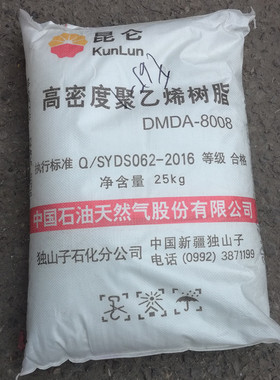 昆仑
KunLun
高密度聚乙烯树脂
DMDA-8008
执行标准 Q/SYDS062-2016 等级 合格
净含量 25kg
中国石油天然气股份有限公司
独山子石化分公司
中国新疆独山子
电话 (0992) 3871199